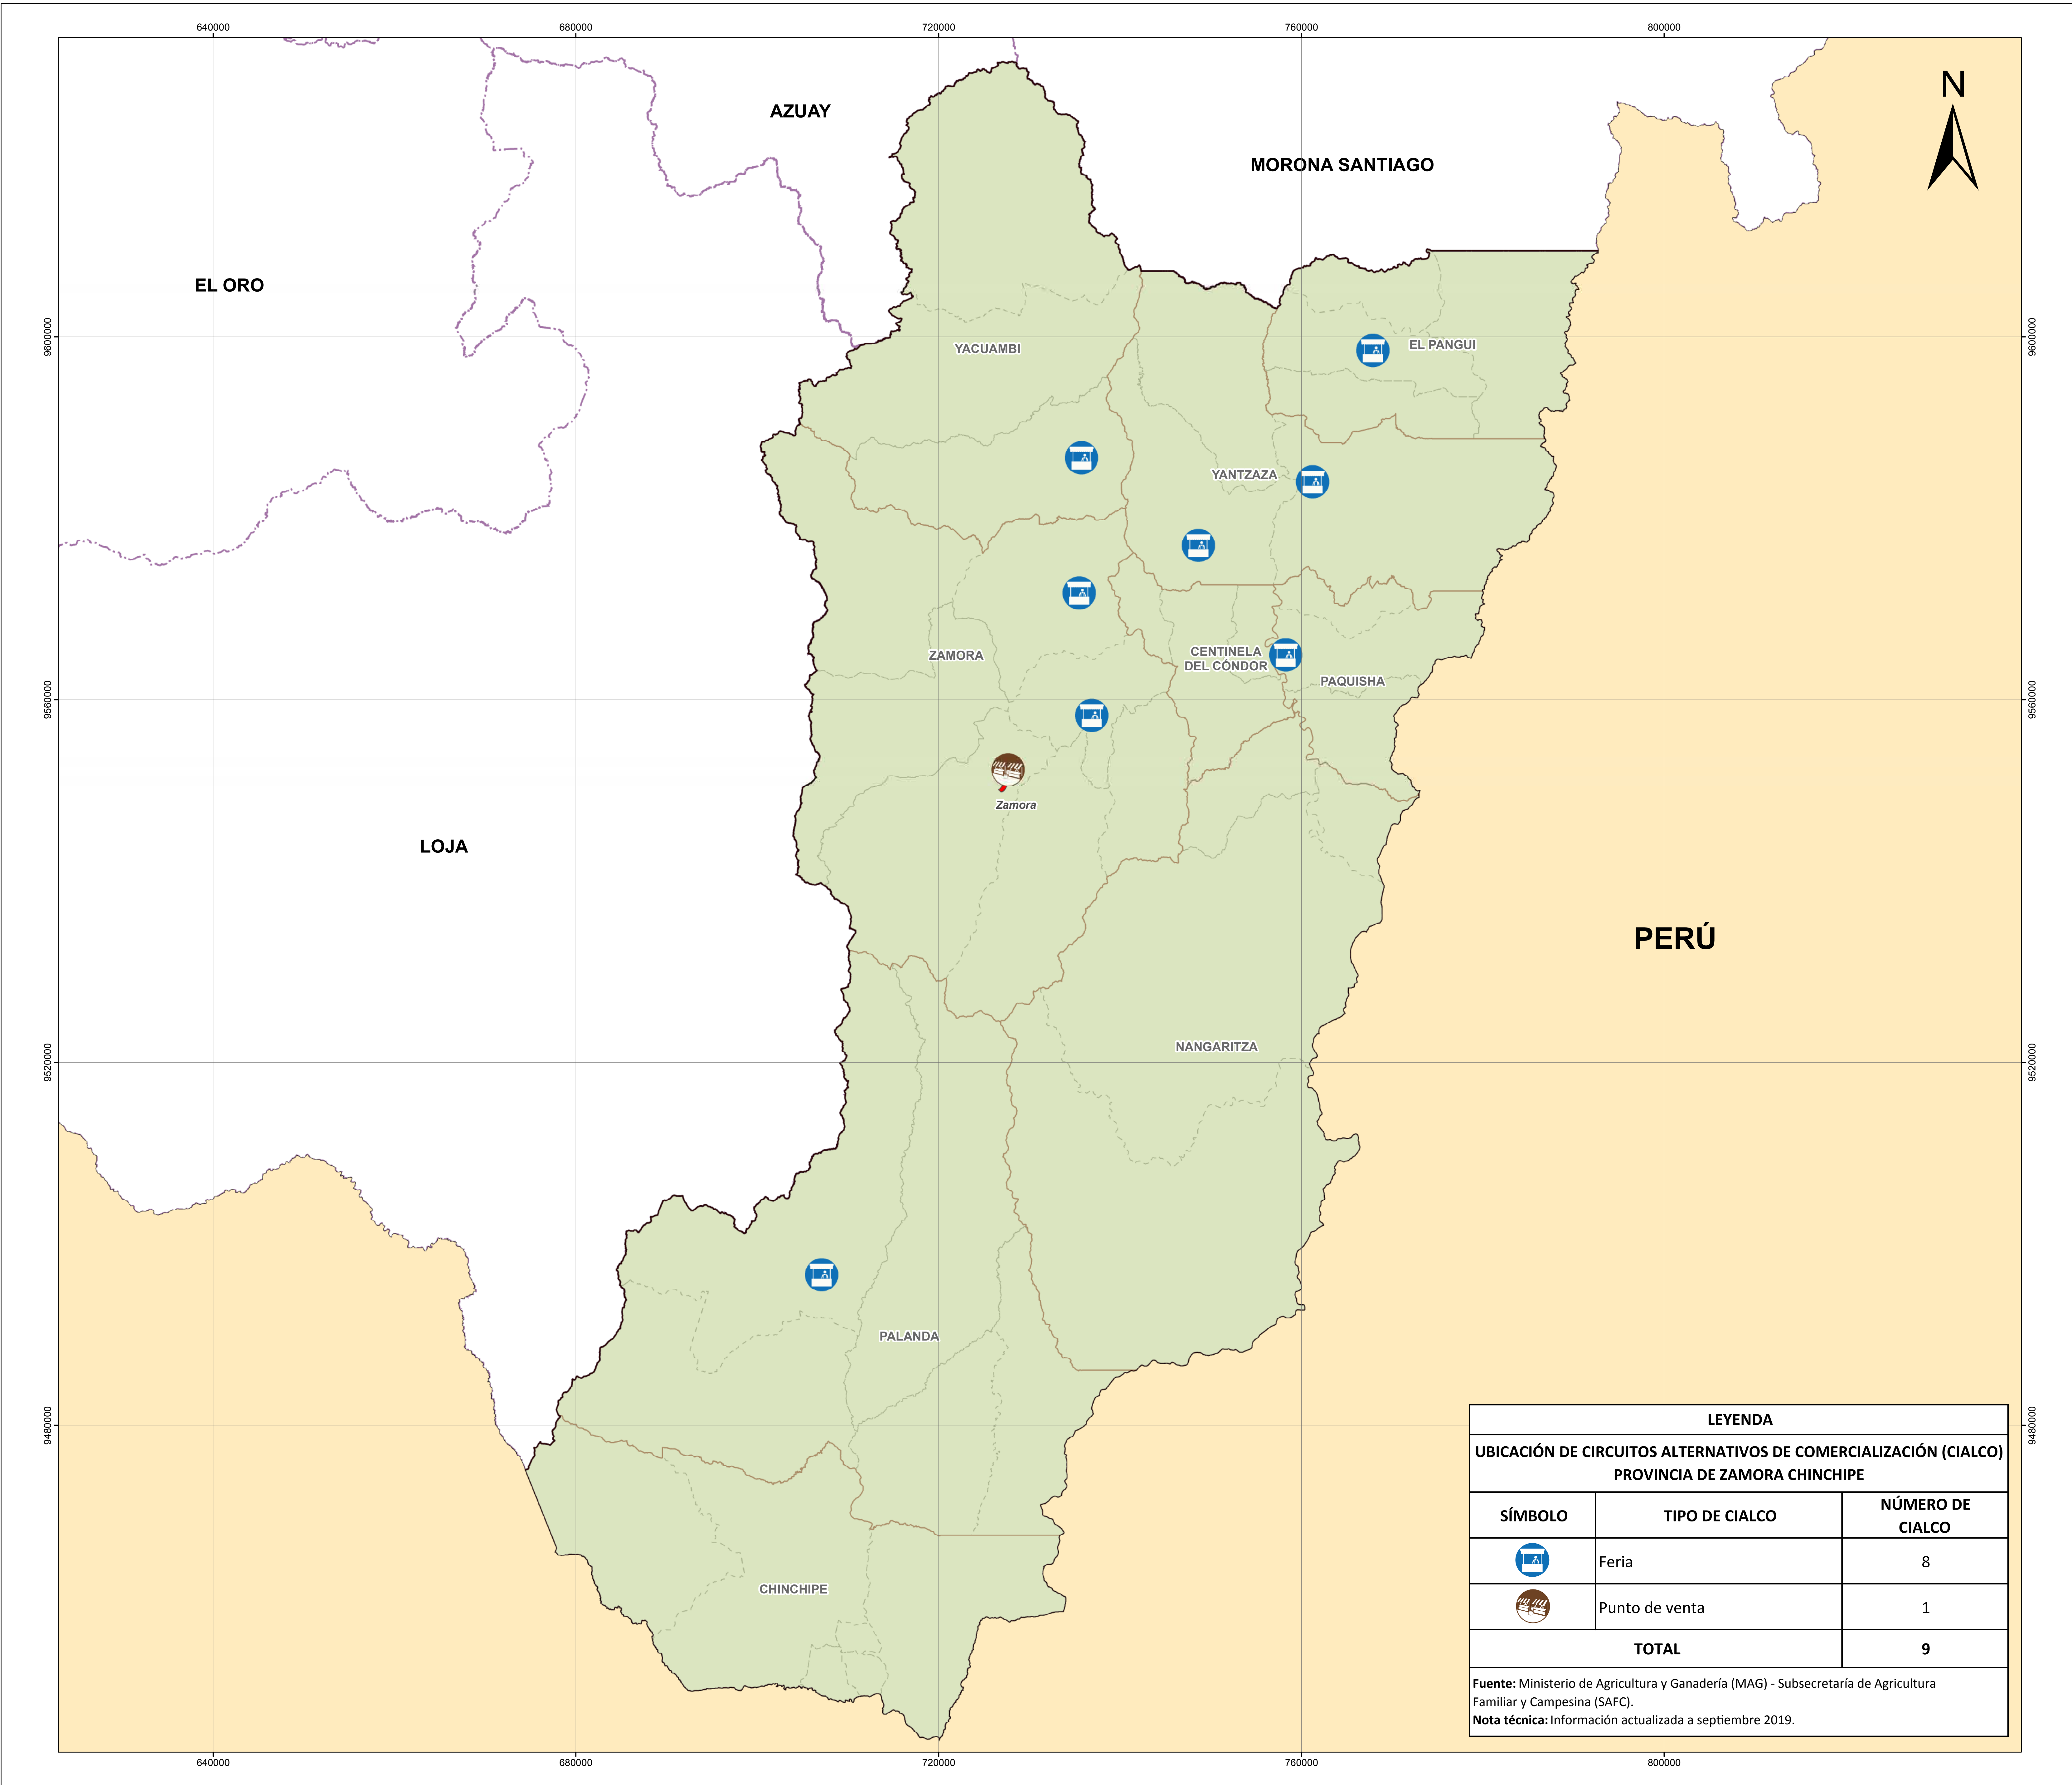 640000
680000
720000
760000
800000
N
AZUAY
MORONA SANTIAGO
EL ORO
9600000
9600000
YACUAMBI
EL PANGUI
YANTZAZA
ZAMORA
CENTINELA
DEL CÓNDOR
PAQUISHA
9560000
9560000
Zamora
LOJA
PERÚ
NANGARITZA
9520000
9520000
PALANDA
9480000
9480000
CHINCHIPE
LEYENDA
UBICACIÓN DE CIRCUITOS ALTERNATIVOS DE COMERCIALIZACIÓN (CIALCO)
PROVINCIA DE ZAMORA CHINCHIPE
SÍMBOLO
TIPO DE CIALCO
NÚMERO DE
CIALCO
Feria
8
Punto de venta
1
TOTAL
9
Fuente: Ministerio de Agricultura y Ganadería (MAG) - Subsecretaría de Agricultura
Familiar y Campesina (SAFC).
Nota técnica: Información actualizada a septiembre 2019.
640000
680000
720000
760000
800000